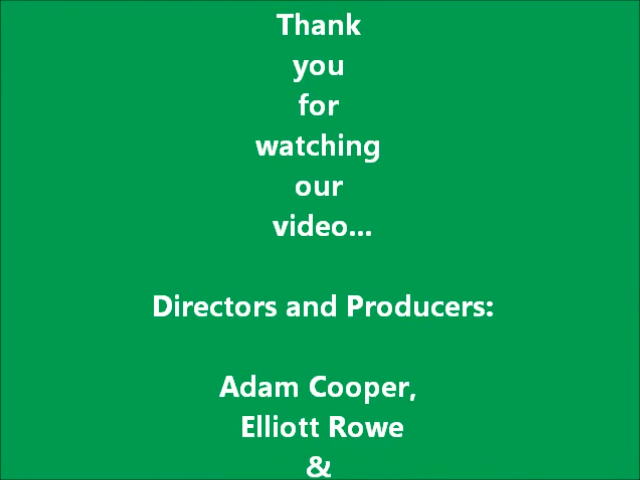 Thank
you
for
watching
our
video...
Directors and Producers:
Adam Cooper,
Elliott Rowe
&